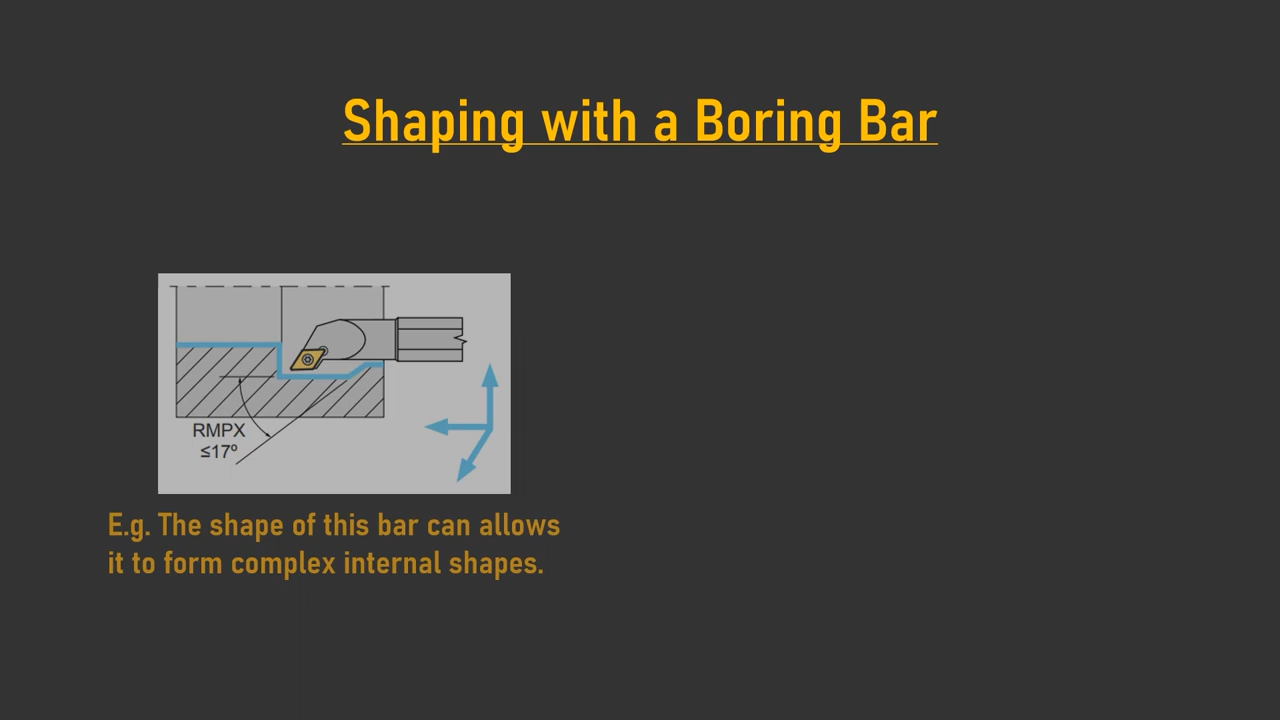 Shaping with a Boring Bar
RMPX
≤17º
E.g. The shape of this bar can allows
it to form complex internal shapes.